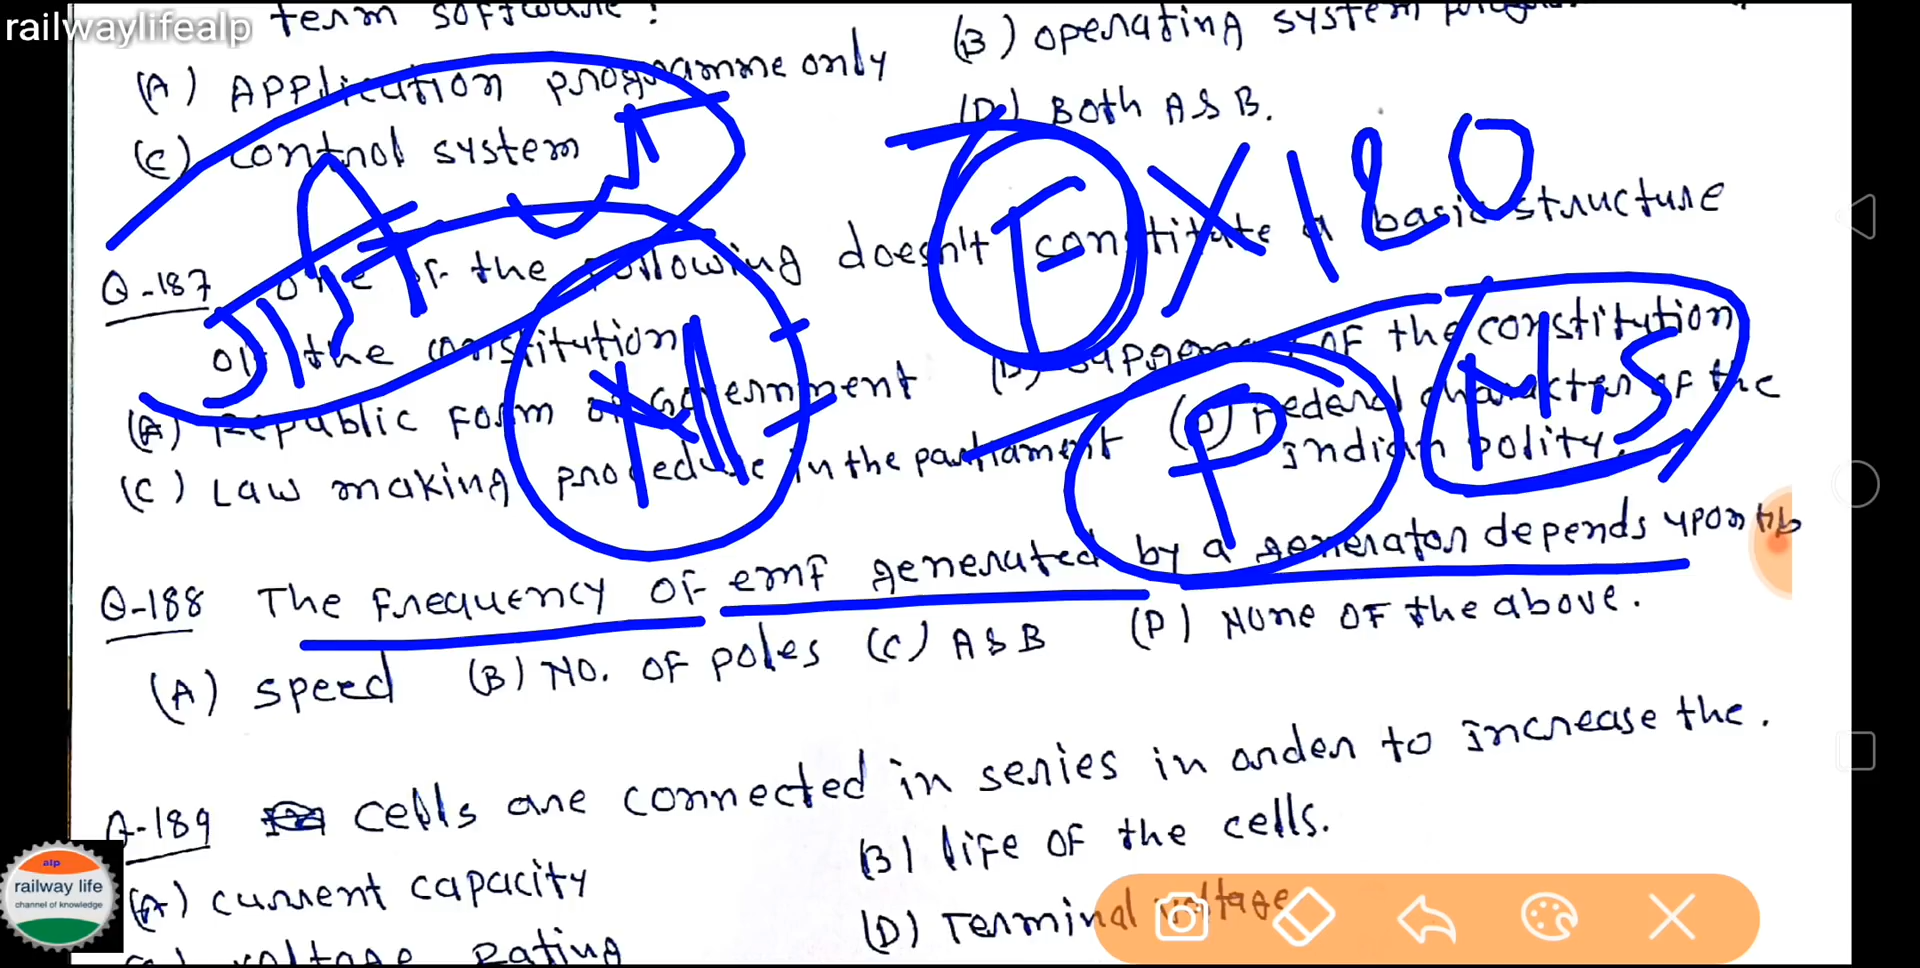 railwaylifealp
term software?
(B) operating system
(A) Application programme only
(D) Both A & B.
(C) control system
F × 120
Q-187 one of the following doesn't constitute a basic structure
of the constitution
(A) Republic form of Government
(B) supremacy of the constitution
(C) Law making procedure in the parliament
(D) Federal character of the
indian polity.
N =
P
N.S
Q-188 The frequency of emf generated by a generator depends upon
(A) speed (B) NO. OF poles (C) A & B (D) None OF the above.
Q-189 cells are connected in series in order to increase the.
(A) current capacity
(B) life OF the cells.
(D) Terminal voltage
voltage Rating
alp
railway life
channel of knowledge